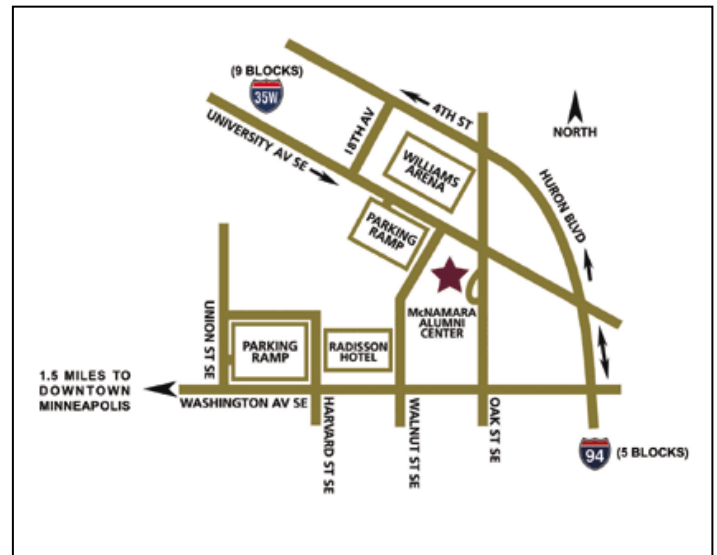 (9 BLOCKS)
35W
4TH ST
18TH AV
NORTH
UNIVERSITY AV SE
WILLIAMS
ARENA
HURON BLVD
PARKING
RAMP
McNAMARA
ALUMNI
CENTER
UNION ST SE
PARKING
RAMP
RADISSON
HOTEL
1.5 MILES TO
DOWNTOWN
MINNEAPOLIS
WASHINGTON AV SE
HARVARD ST SE
WALNUT ST SE
OAK ST SE
94
(5 BLOCKS)